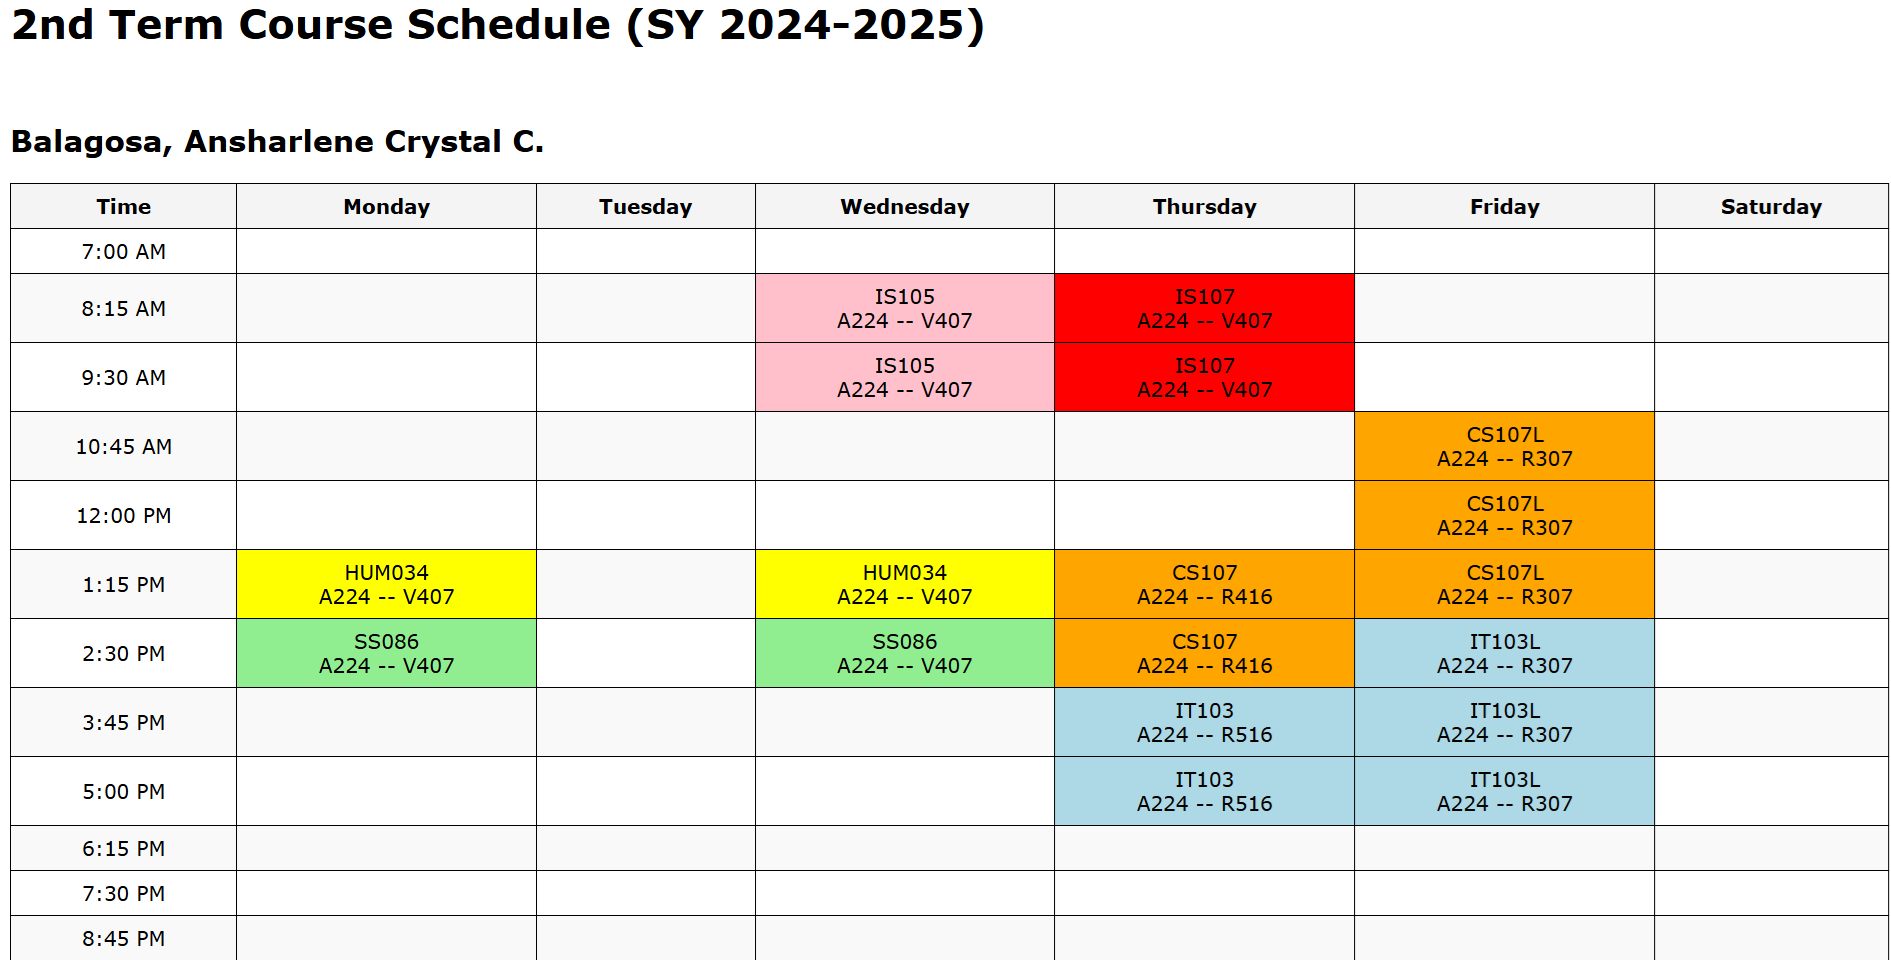 2nd Term Course Schedule (SY 2024–2025)
Balagosa, Ansharlene Crystal C.
Time Monday Tuesday Wednesday Thursday Friday Saturday
7:00 AM
8:15 AM IS105 A224 -- V407 IS107 A224 -- V407
9:30 AM IS105 A224 -- V407 IS107 A224 -- V407
10:45 AM CS107L A224 -- R307
12:00 PM CS107L A224 -- R307
1:15 PM HUM034 A224 -- V407 HUM034 A224 -- V407 CS107 A224 -- R416 CS107L A224 -- R307
2:30 PM SS086 A224 -- V407 SS086 A224 -- V407 CS107 A224 -- R416 IT103L A224 -- R307
3:45 PM IT103 A224 -- R516 IT103L A224 -- R307
5:00 PM IT103 A224 -- R516 IT103L A224 -- R307
6:15 PM
7:30 PM
8:45 PM